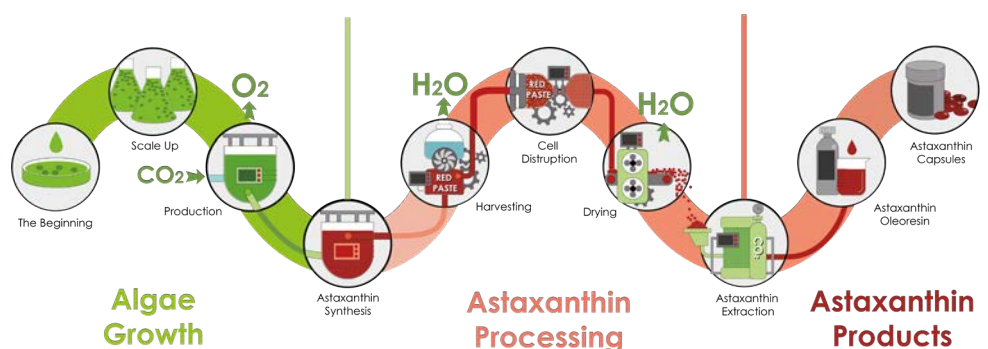 The Beginning
Scale Up
O2
CO2
Production
Astaxanthin
Synthesis
H2O
RED
PASTE
Harvesting
RED
PASTE
Cell
Distruption
H2O
Drying
CO2
Astaxanthin
Extraction
Astaxanthin
Oleoresin
Astaxanthin
Capsules
Algae
Growth
Astaxanthin
Processing
Astaxanthin
Products